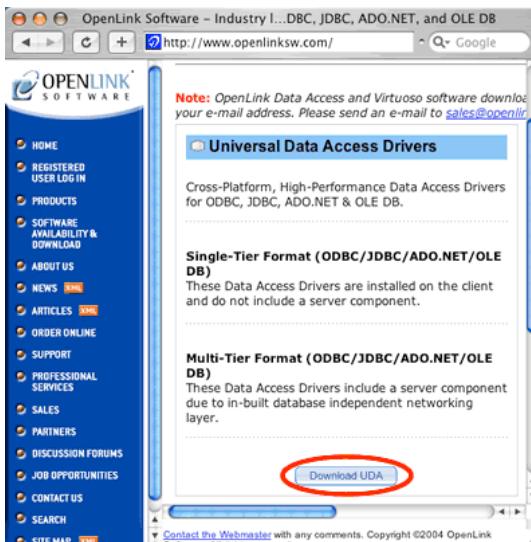 OpenLink Software – Industry l...DBC, JDBC, ADO.NET, and OLE DB
http://www.openlinksw.com/
Google
OPENLINK
SOFTWARE
HOME
REGISTERED
USER LOG IN
PRODUCTS
SOFTWARE
AVAILABILITY &
DOWNLOAD
ABOUT US
NEWS XML
ARTICLES XML
ORDER ONLINE
SUPPORT
PROFESSIONAL
SERVICES
SALES
PARTNERS
DISCUSSION FORUMS
JOB OPPORTUNITIES
CONTACT US
SEARCH
SITE MAP XML
Note: OpenLink Data Access and Virtuoso software downloa
your e-mail address. Please send an e-mail to sales@openlin
Universal Data Access Drivers
Cross-Platform, High-Performance Data Access Drivers
for ODBC, JDBC, ADO.NET & OLE DB.
Single-Tier Format (ODBC/JDBC/ADO.NET/OLE
DB)
These Data Access Drivers are installed on the client
and do not include a server component.
Multi-Tier Format (ODBC/JDBC/ADO.NET/OLE
DB)
These Data Access Drivers include a server component
due to in-built database independent networking
layer.
Download UDA
Contact the Webmaster with any comments. Copyright ©2004 OpenLink